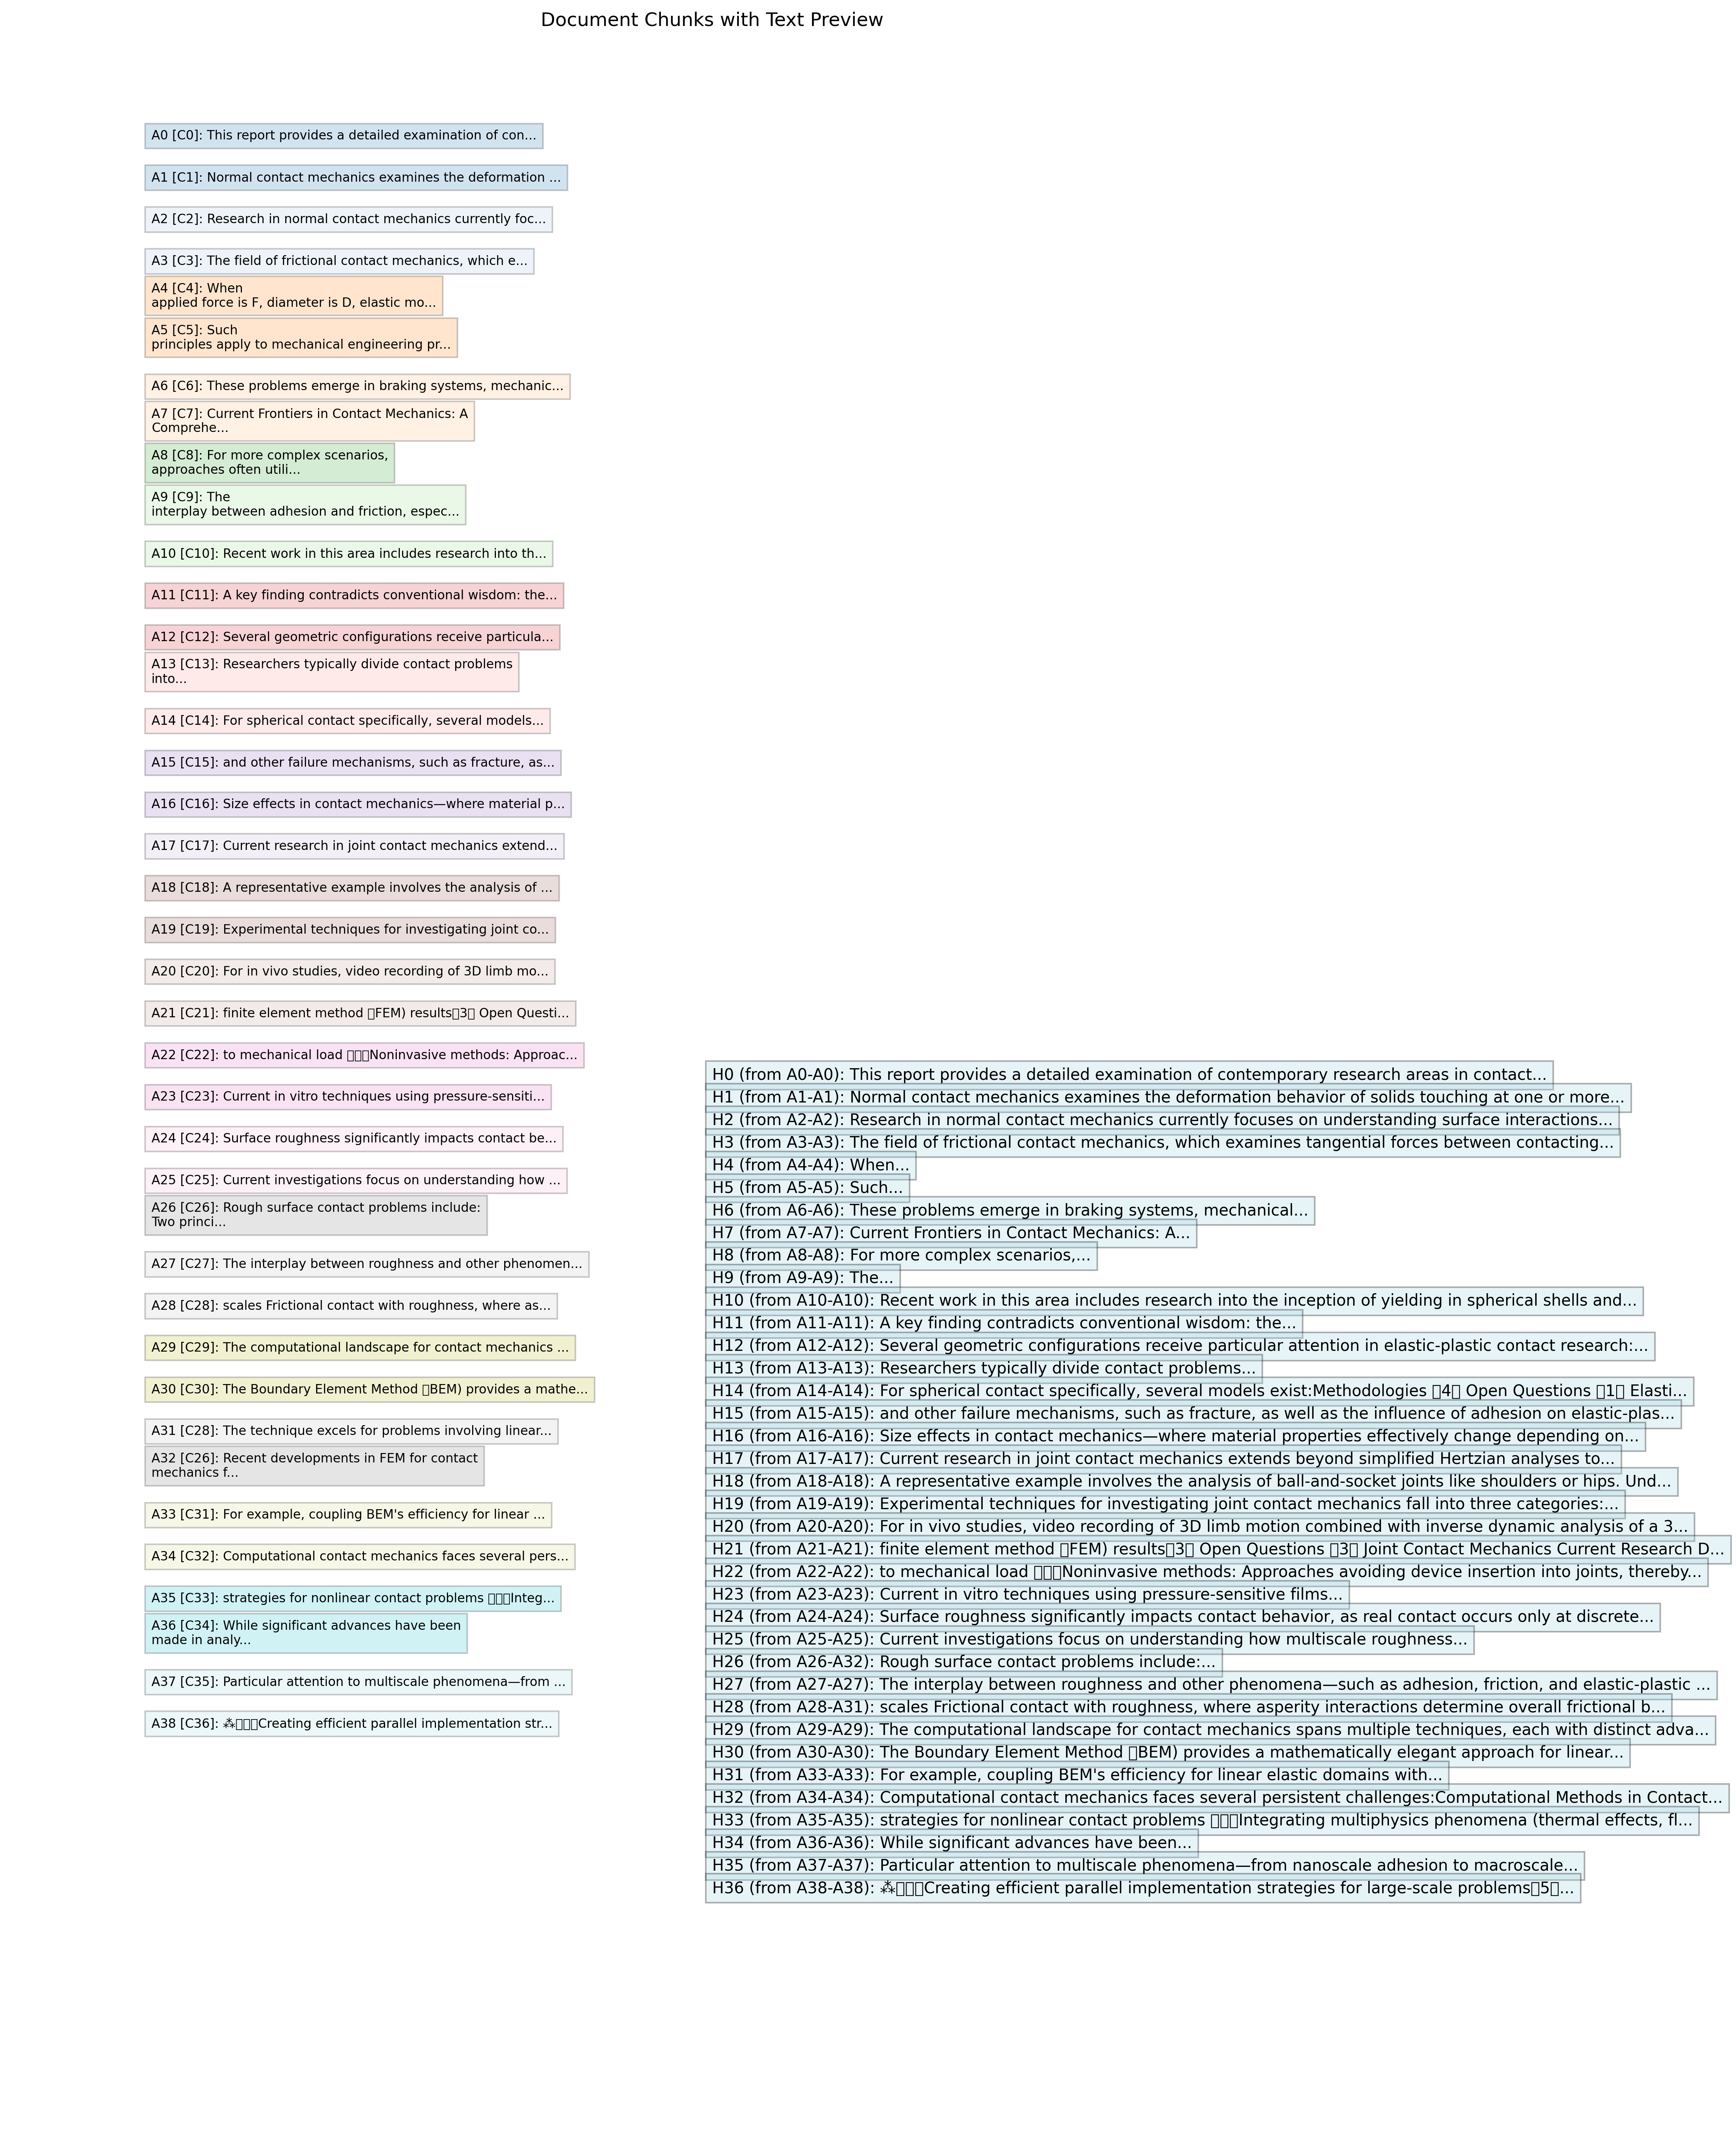 Document Chunks with Text Preview
A0 [C0]: This report provides a detailed examination of con...
A1 [C1]: Normal contact mechanics examines the deformation ...
A2 [C2]: Research in normal contact mechanics currently foc...
A3 [C3]: The field of frictional contact mechanics, which e...
A4 [C4]: When
applied force is F, diameter is D, elastic mo...
A5 [C5]: Such
principles apply to mechanical engineering pr...
A6 [C6]: These problems emerge in braking systems, mechanic...
A7 [C7]: Current Frontiers in Contact Mechanics: A
Comprehe...
A8 [C8]: For more complex scenarios,
approaches often utili...
A9 [C9]: The
interplay between adhesion and friction, espec...
A10 [C10]: Recent work in this area includes research into th...
A11 [C11]: A key finding contradicts conventional wisdom: the...
A12 [C12]: Several geometric configurations receive particula...
A13 [C13]: Researchers typically divide contact problems
into...
A14 [C14]: For spherical contact specifically, several models...
A15 [C15]: and other failure mechanisms, such as fracture, as...
A16 [C16]: Size effects in contact mechanics—where material p...
A17 [C17]: Current research in joint contact mechanics extend...
A18 [C18]: A representative example involves the analysis of ...
A19 [C19]: Experimental techniques for investigating joint co...
A20 [C20]: For in vivo studies, video recording of 3D limb mo...
A21 [C21]: finite element method ▯FEM) results▯3▯ Open Questi...
A22 [C22]: to mechanical load ▯▯▯Noninvasive methods: Approac...
A23 [C23]: Current in vitro techniques using pressure-sensiti...
A24 [C24]: Surface roughness significantly impacts contact be...
A25 [C25]: Current investigations focus on understanding how ...
A26 [C26]: Rough surface contact problems include:
Two princi...
A27 [C27]: The interplay between roughness and other phenomen...
A28 [C28]: scales Frictional contact with roughness, where as...
A29 [C29]: The computational landscape for contact mechanics ...
A30 [C30]: The Boundary Element Method ▯BEM) provides a mathe...
A31 [C28]: The technique excels for problems involving linear...
A32 [C26]: Recent developments in FEM for contact
mechanics f...
A33 [C31]: For example, coupling BEM's efficiency for linear ...
A34 [C32]: Computational contact mechanics faces several pers...
A35 [C33]: strategies for nonlinear contact problems ▯▯▯Integ...
A36 [C34]: While significant advances have been
made in analy...
A37 [C35]: Particular attention to multiscale phenomena—from ...
A38 [C36]: ⁂▯▯▯Creating efficient parallel implementation str...
H0 (from A0-A0): This report provides a detailed examination of contemporary research areas in contact...
H1 (from A1-A1): Normal contact mechanics examines the deformation behavior of solids touching at one or more...
H2 (from A2-A2): Research in normal contact mechanics currently focuses on understanding surface interactions...
H3 (from A3-A3): The field of frictional contact mechanics, which examines tangential forces between contacting...
H4 (from A4-A4): When...
H5 (from A5-A5): Such...
H6 (from A6-A6): These problems emerge in braking systems, mechanical...
H7 (from A7-A7): Current Frontiers in Contact Mechanics: A...
H8 (from A8-A8): For more complex scenarios,...
H9 (from A9-A9): The...
H10 (from A10-A10): Recent work in this area includes research into the inception of yielding in spherical shells and...
H11 (from A11-A11): A key finding contradicts conventional wisdom: the...
H12 (from A12-A12): Several geometric configurations receive particular attention in elastic-plastic contact research:...
H13 (from A13-A13): Researchers typically divide contact problems...
H14 (from A14-A14): For spherical contact specifically, several models exist:Methodologies ▯4▯ Open Questions ▯1▯ Elasti...
H15 (from A15-A15): and other failure mechanisms, such as fracture, as well as the influence of adhesion on elastic-plas...
H16 (from A16-A16): Size effects in contact mechanics—where material properties effectively change depending on...
H17 (from A17-A17): Current research in joint contact mechanics extends beyond simplified Hertzian analyses to...
H18 (from A18-A18): A representative example involves the analysis of ball-and-socket joints like shoulders or hips. Und...
H19 (from A19-A19): Experimental techniques for investigating joint contact mechanics fall into three categories:...
H20 (from A20-A20): For in vivo studies, video recording of 3D limb motion combined with inverse dynamic analysis of a 3...
H21 (from A21-A21): finite element method ▯FEM) results▯3▯ Open Questions ▯3▯ Joint Contact Mechanics Current Research D...
H22 (from A22-A22): to mechanical load ▯▯▯Noninvasive methods: Approaches avoiding device insertion into joints, thereby...
H23 (from A23-A23): Current in vitro techniques using pressure-sensitive films...
H24 (from A24-A24): Surface roughness significantly impacts contact behavior, as real contact occurs only at discrete...
H25 (from A25-A25): Current investigations focus on understanding how multiscale roughness...
H26 (from A26-A32): Rough surface contact problems include:...
H27 (from A27-A27): The interplay between roughness and other phenomena—such as adhesion, friction, and elastic-plastic ...
H28 (from A28-A31): scales Frictional contact with roughness, where asperity interactions determine overall frictional b...
H29 (from A29-A29): The computational landscape for contact mechanics spans multiple techniques, each with distinct adva...
H30 (from A30-A30): The Boundary Element Method ▯BEM) provides a mathematically elegant approach for linear...
H31 (from A33-A33): For example, coupling BEM's efficiency for linear elastic domains with...
H32 (from A34-A34): Computational contact mechanics faces several persistent challenges:Computational Methods in Contact...
H33 (from A35-A35): strategies for nonlinear contact problems ▯▯▯Integrating multiphysics phenomena (thermal effects, fl...
H34 (from A36-A36): While significant advances have been...
H35 (from A37-A37): Particular attention to multiscale phenomena—from nanoscale adhesion to macroscale...
H36 (from A38-A38): ⁂▯▯▯Creating efficient parallel implementation strategies for large-scale problems▯5▯...